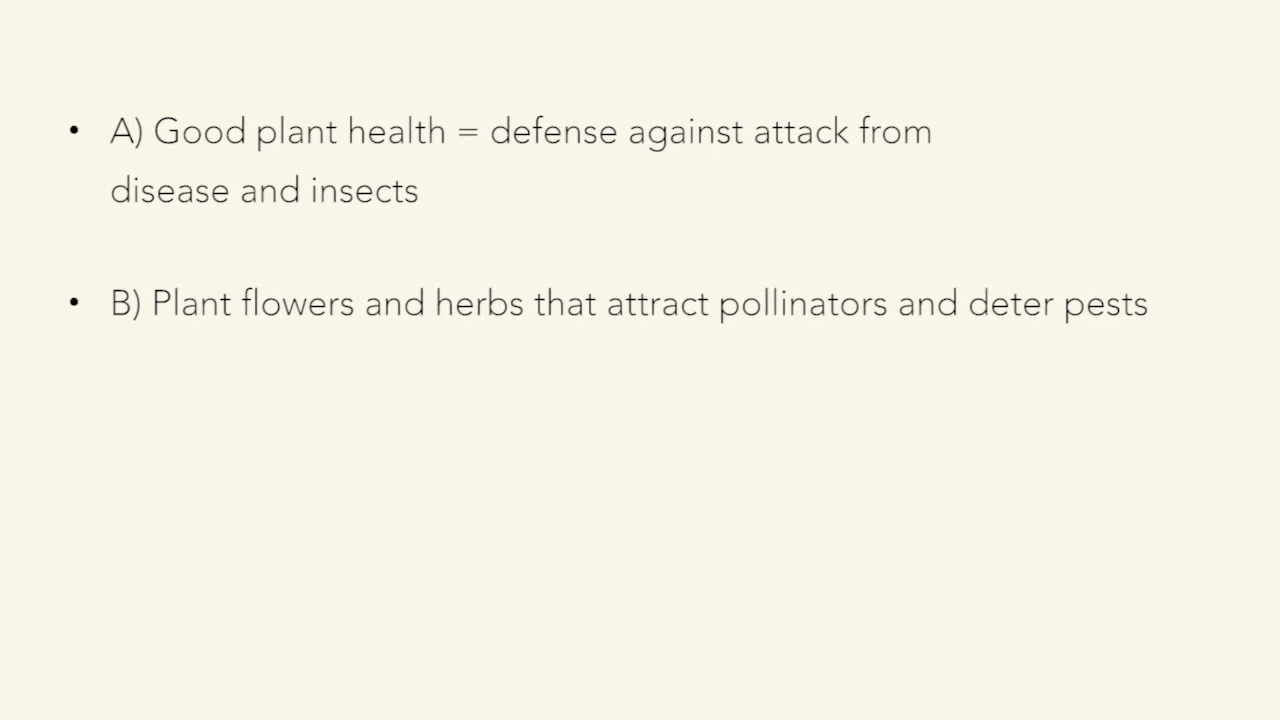 • A) Good plant health = defense against attack from
disease and insects
• B) Plant flowers and herbs that attract pollinators and deter pests